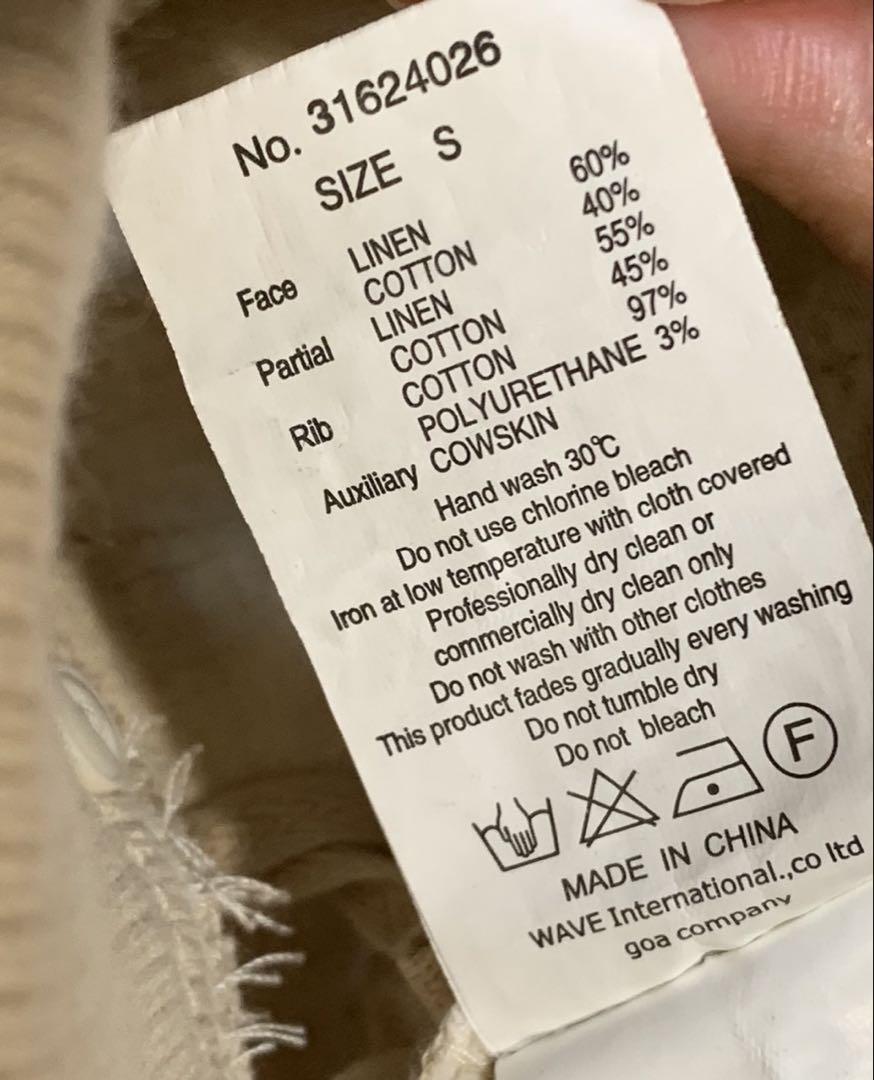 No. 31624026
SIZE S
Face LINEN 60%
COTTON 40%
Partial LINEN 55%
COTTON 45%
Rib COTTON 97%
POLYURETHANE 3%
Auxiliary COWSKIN
Hand wash 30℃
Do not use chlorine bleach
Iron at low temperature with cloth covered
Professionally dry clean or
commercially dry clean only
Do not wash with other clothes
This product fades gradually every washing
Do not tumble dry
Do not bleach
F
MADE IN CHINA
WAVE International.,co ltd
goa company